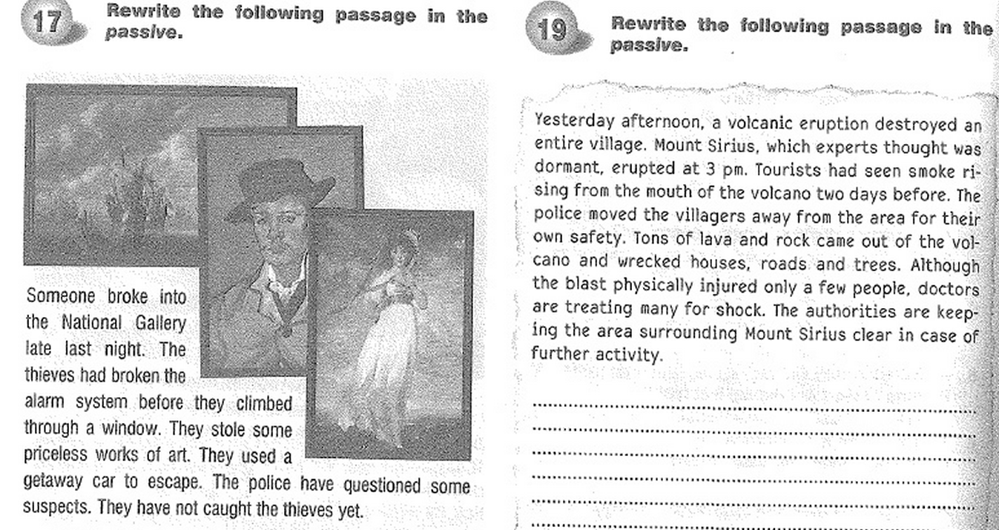 17
Rewrite the following passage in the
passive.
Someone broke into
the National Gallery
late last night. The
thieves had broken the
alarm system before they climbed
through a window. They stole some
priceless works of art. They used a
getaway car to escape. The police have questioned some
suspects. They have not caught the thieves yet.
19
Rewrite the following passage in the
passive.
Yesterday afternoon, a volcanic eruption destroyed an
entire village. Mount Sirius, which experts thought was
dormant, erupted at 3 pm. Tourists had seen smoke ri-
sing from the mouth of the volcano two days before. The
police moved the villagers away from the area for their
own safety. Tons of lava and rock came out of the vol-
cano and wrecked houses, roads and trees. Although
the blast physically injured only a few people, doctors
are treating many for shock. The authorities are keep-
ing the area surrounding Mount Sirius clear in case of
further activity.